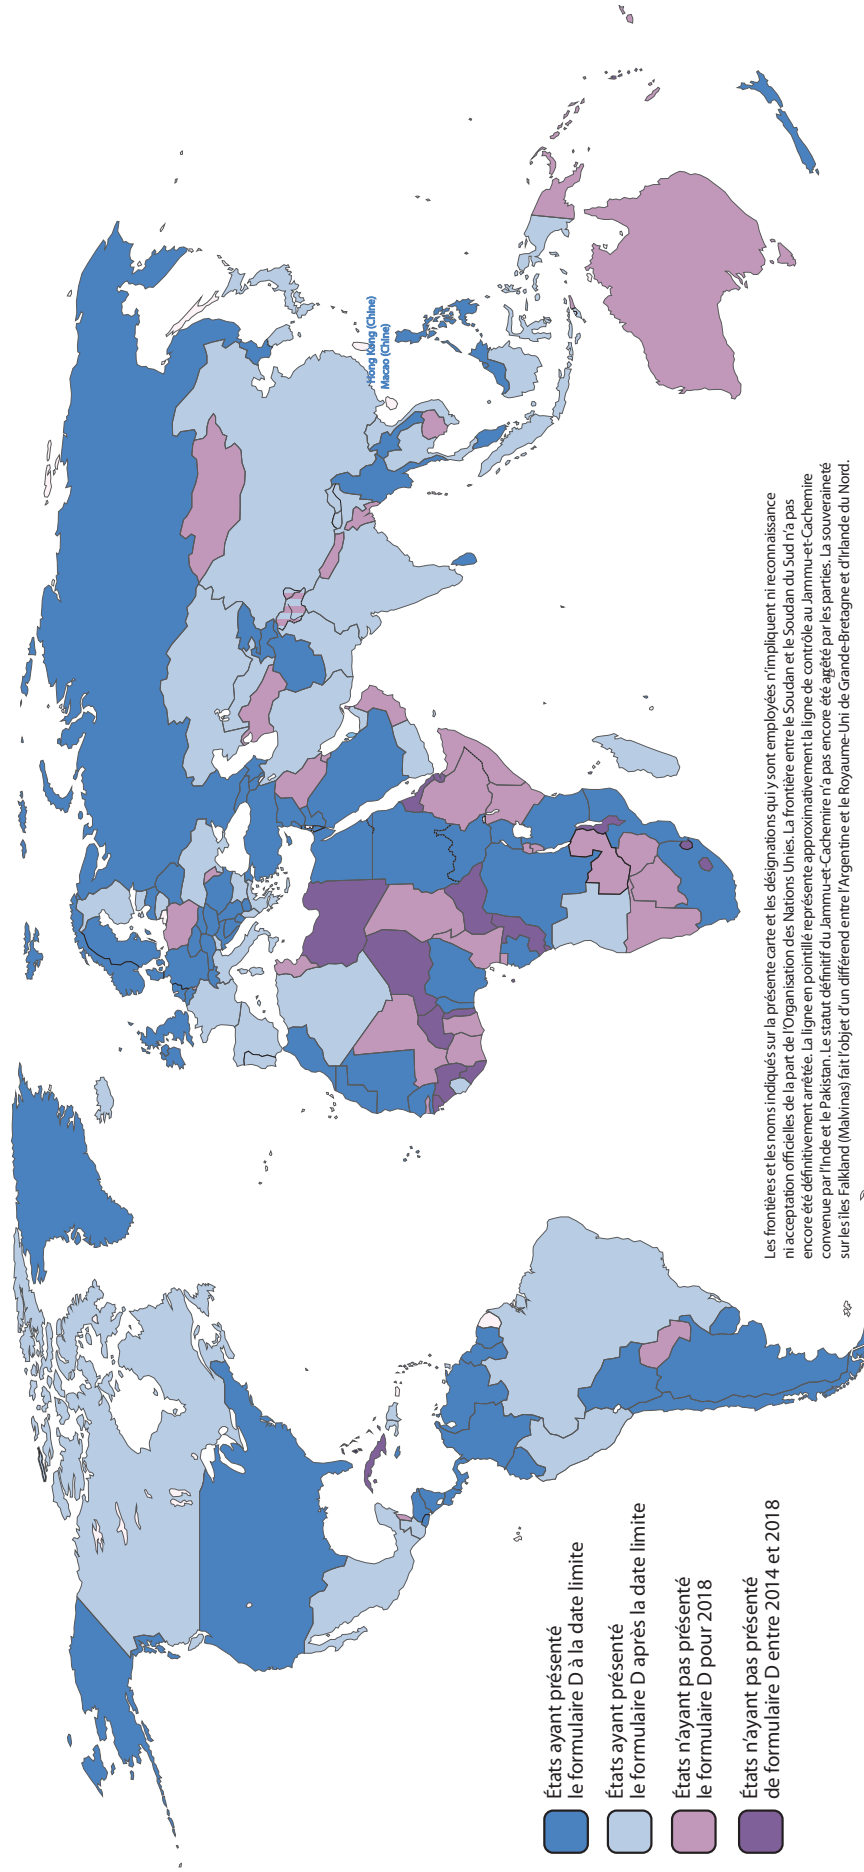 Hong Kong (Chine)
Macao (Chine)
États ayant présenté
le formulaire D à la date limite
États ayant présenté
le formulaire D après la date limite
États n'ayant pas présenté
le formulaire D pour 2018
États n'ayant pas présenté
de formulaire D entre 2014 et 2018
Les frontières et les noms indiqués sur la présente carte et les désignations qui y sont employées n'impliquent ni reconnaissance
ni acceptation officielles de la part de l'Organisation des Nations Unies. La frontière entre le Soudan et le Soudan du Sud n'a pas
encore été définitivement arrêtée. La ligne en pointillé représente approximativement la ligne de contrôle au Jammu-et-Cachemire
convenue par l'Inde et le Pakistan. Le statut définitif du Jammu-et-Cachemire n'a pas encore été agrêté par les parties. La souveraineté
sur les îles Falkland (Malvinas) fait l'objet d'un différend entre l'Argentine et le Royaume-Uni de Grande-Bretagne et d'Irlande du Nord.